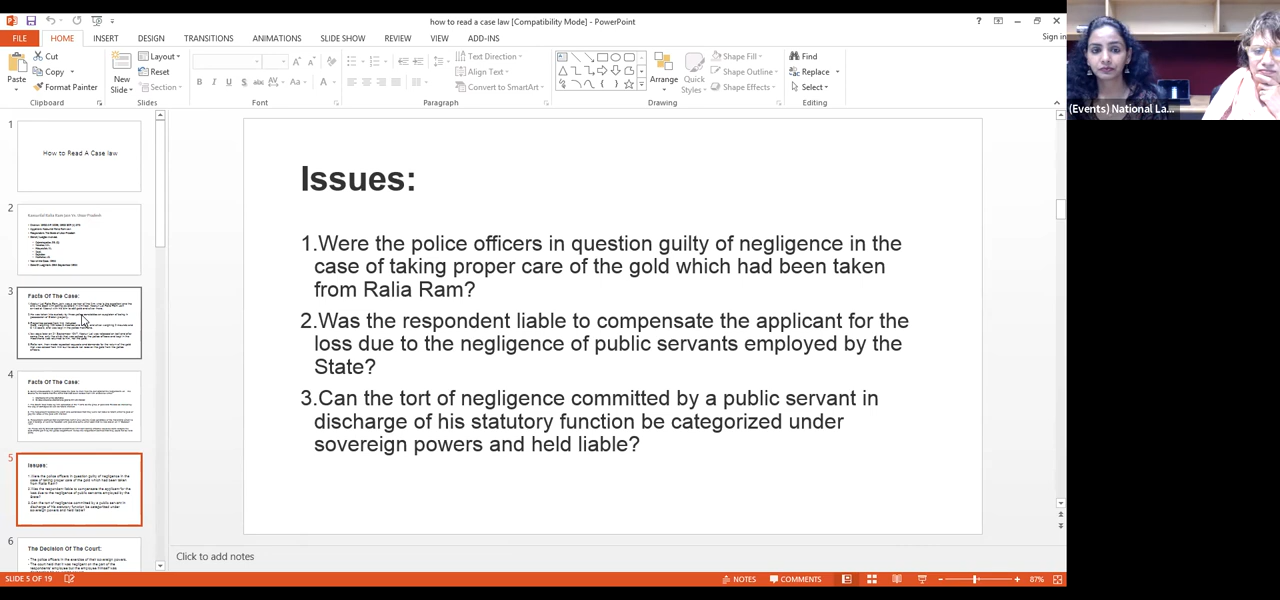 how to read a case law [Compatibility Mode] - PowerPoint
Sign in
FILE HOME INSERT DESIGN TRANSITIONS ANIMATIONS SLIDE SHOW REVIEW VIEW ADD-INS
Paste
Cut
Copy
Format Painter
Clipboard
New Slide
Layout
Reset
Section
Slides
Font
Text Direction
Align Text
Convert to SmartArt
Paragraph
Arrange
Quick Styles
Shape Fill
Shape Outline
Shape Effects
Drawing
Find
Replace
Select
Editing
(Events) National La...
1
How to Read A Case law
2
3
Facts Of The Case:
4
Facts Of The Case:
5
Issues:
6
The Decision Of The Court:
Issues:
1.Were the police officers in question guilty of negligence in the
case of taking proper care of the gold which had been taken
from Ralia Ram?
2.Was the respondent liable to compensate the applicant for the
loss due to the negligence of public servants employed by the
State?
3.Can the tort of negligence committed by a public servant in
discharge of his statutory function be categorized under
sovereign powers and held liable?
Click to add notes
SLIDE 5 OF 19
NOTES COMMENTS 87%